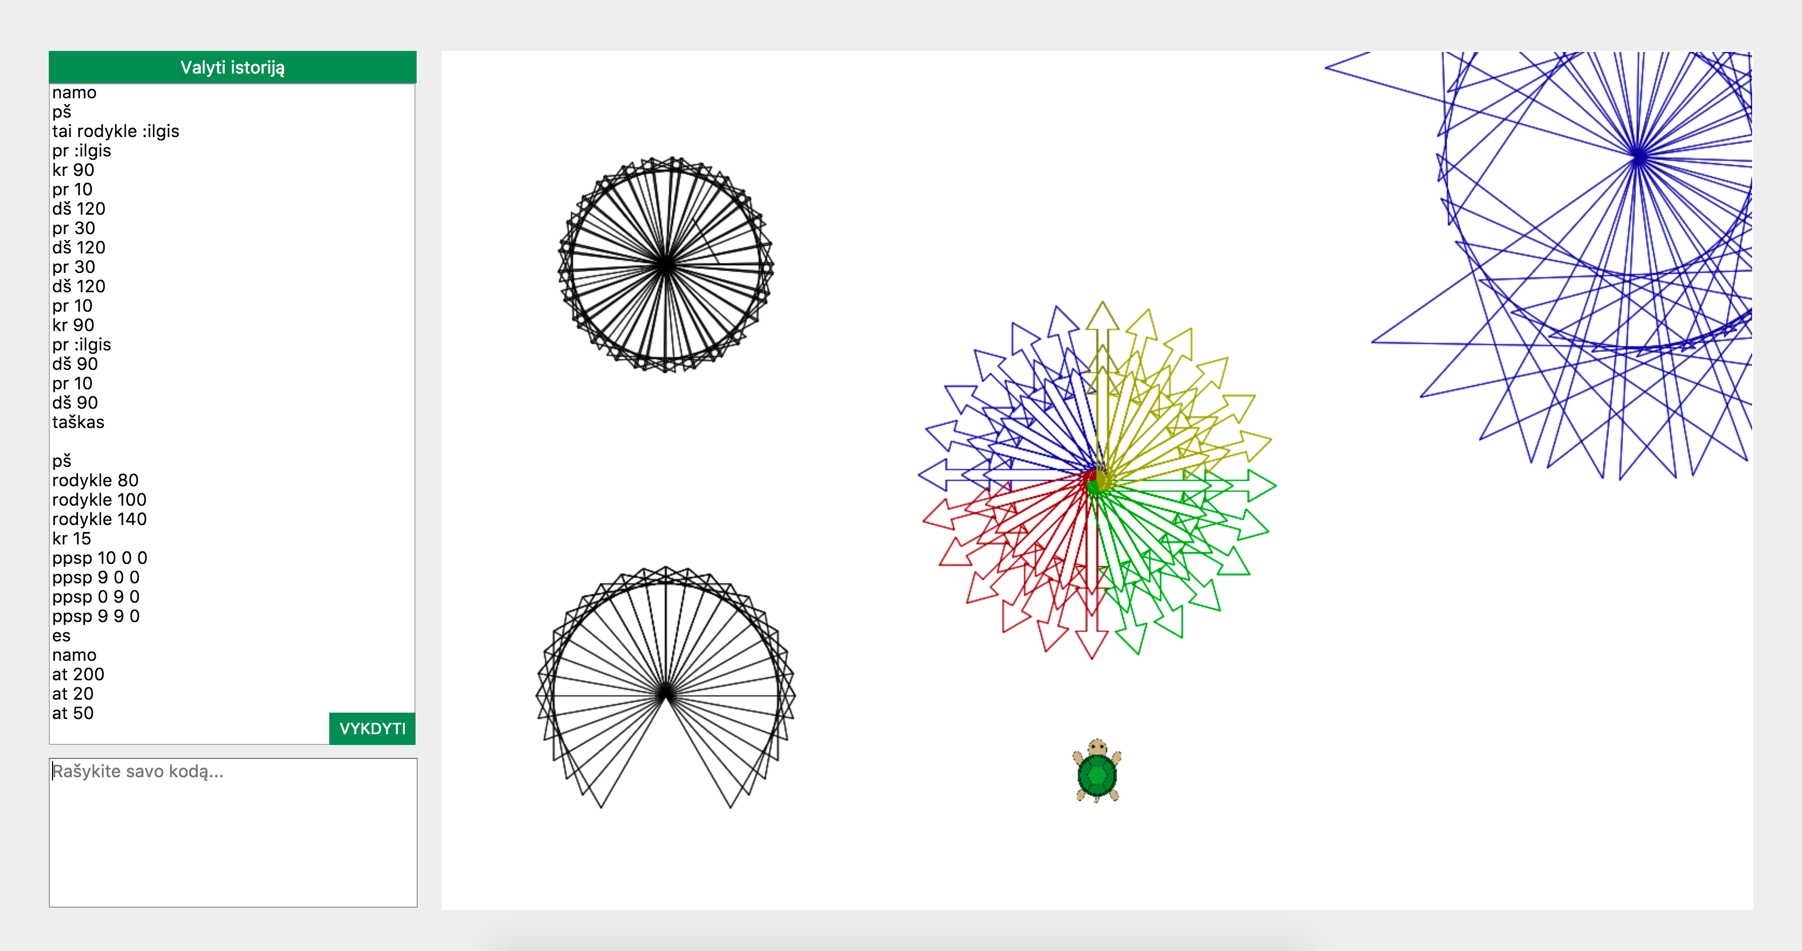 Valyti istoriją
namo
pš
tai rodykle :ilgis
pr :ilgis
kr 90
pr 10
dš 120
pr 30
dš 120
pr 30
dš 120
pr 10
kr 90
pr :ilgis
dš 90
pr 10
dš 90
taškas
pš
rodykle 80
rodykle 100
rodykle 140
kr 15
ppsp 10 0 0
ppsp 9 0 0
ppsp 0 9 0
ppsp 9 9 0
es
namo
at 200
at 20
at 50
VYKDYTI
Rašykite savo kodą...